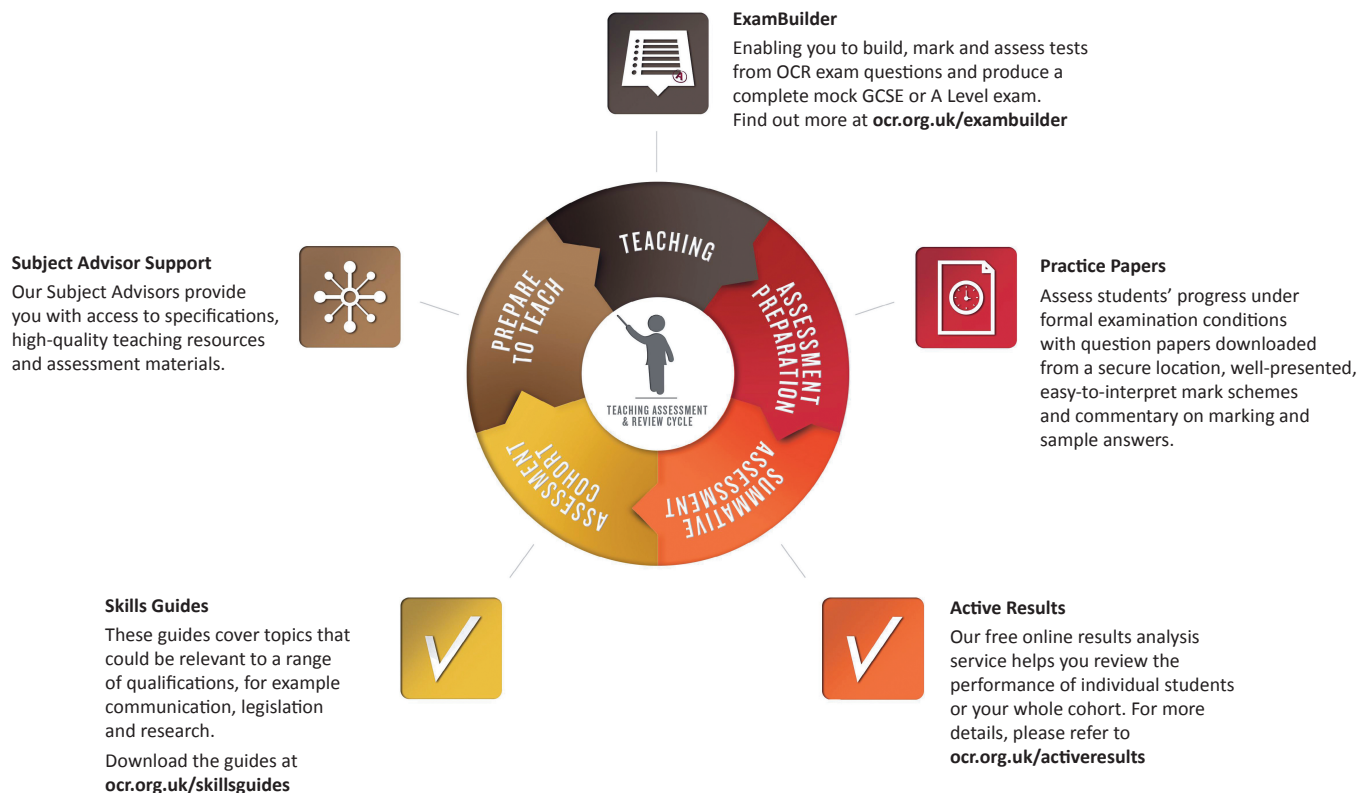 ExamBuilder
Enabling you to build, mark and assess tests
from OCR exam questions and produce a
complete mock GCSE or A Level exam.
Find out more at ocr.org.uk/exambuilder
Subject Advisor Support
Our Subject Advisors provide
you with access to specifications,
high-quality teaching resources
and assessment materials.
TEACHING
PREPARE
TO TEACH
ASSESSMENT
PREPARATION
SUMMATIVE
ASSESSMENT
ASSESSMENT
COHORT
TEACHING ASSESSMENT
& REVIEW CYCLE
Practice Papers
Assess students’ progress under
formal examination conditions
with question papers downloaded
from a secure location, well-presented,
easy-to-interpret mark schemes
and commentary on marking and
sample answers.
Skills Guides
These guides cover topics that
could be relevant to a range
of qualifications, for example
communication, legislation
and research.
Download the guides at
ocr.org.uk/skillsguides
Active Results
Our free online results analysis
service helps you review the
performance of individual students
or your whole cohort. For more
details, please refer to
ocr.org.uk/activeresults
A